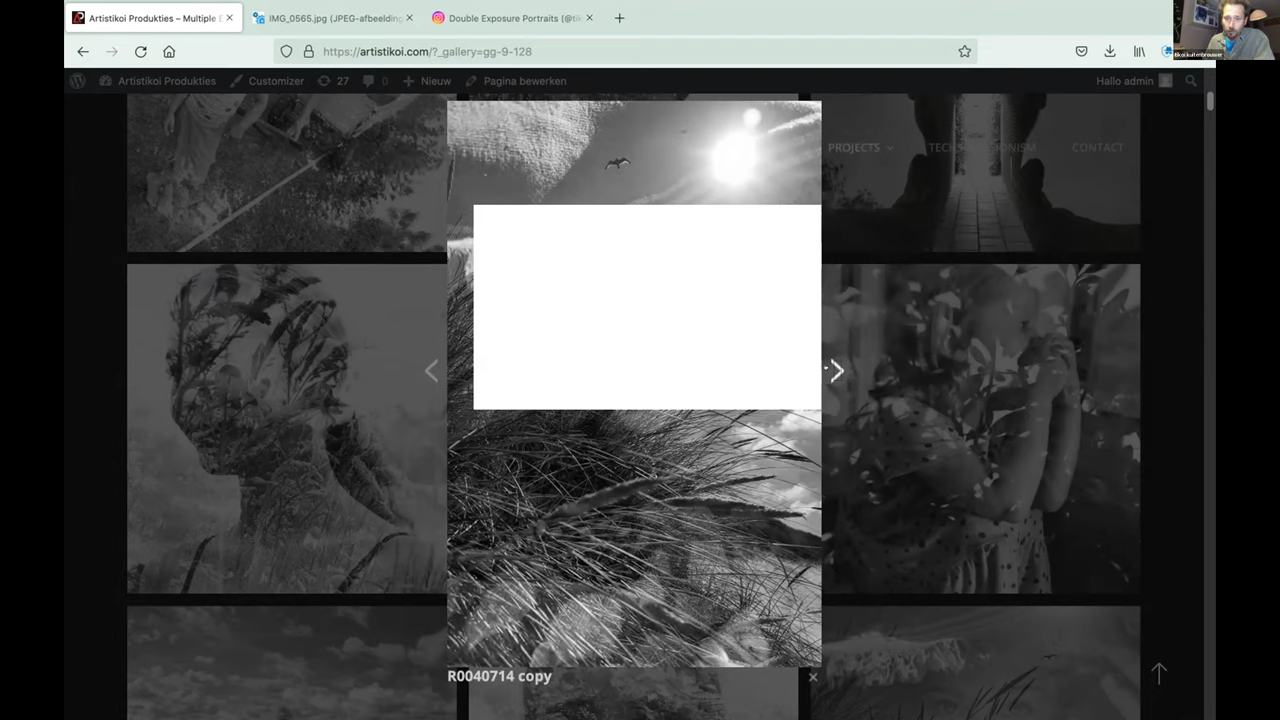 Artistikoi Produkties – Multiple E
IMG_0565.jpg (JPEG-afbeelding
Double Exposure Portraits (@tik
https://artistikoi.com/?_gallery=gg-9-128
Artistikoi Produkties
Customizer
27
0
Nieuw
Pagina bewerken
Hallo admin
PROJECTS
CONTACT
R0040714 copy